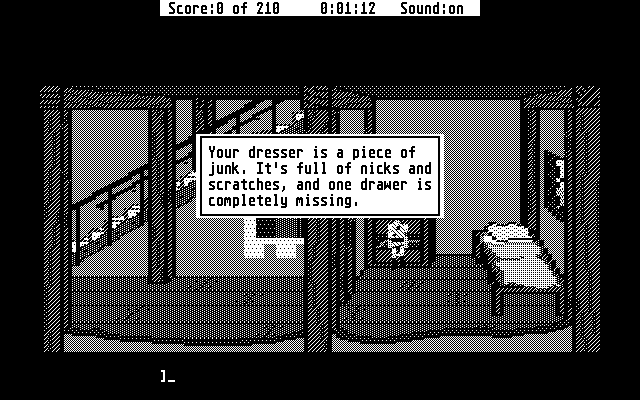 Score:0 of 210 0:01:12 Sound:on
Your dresser is a piece of
junk. It's full of nicks and
scratches, and one drawer is
completely missing.
]_